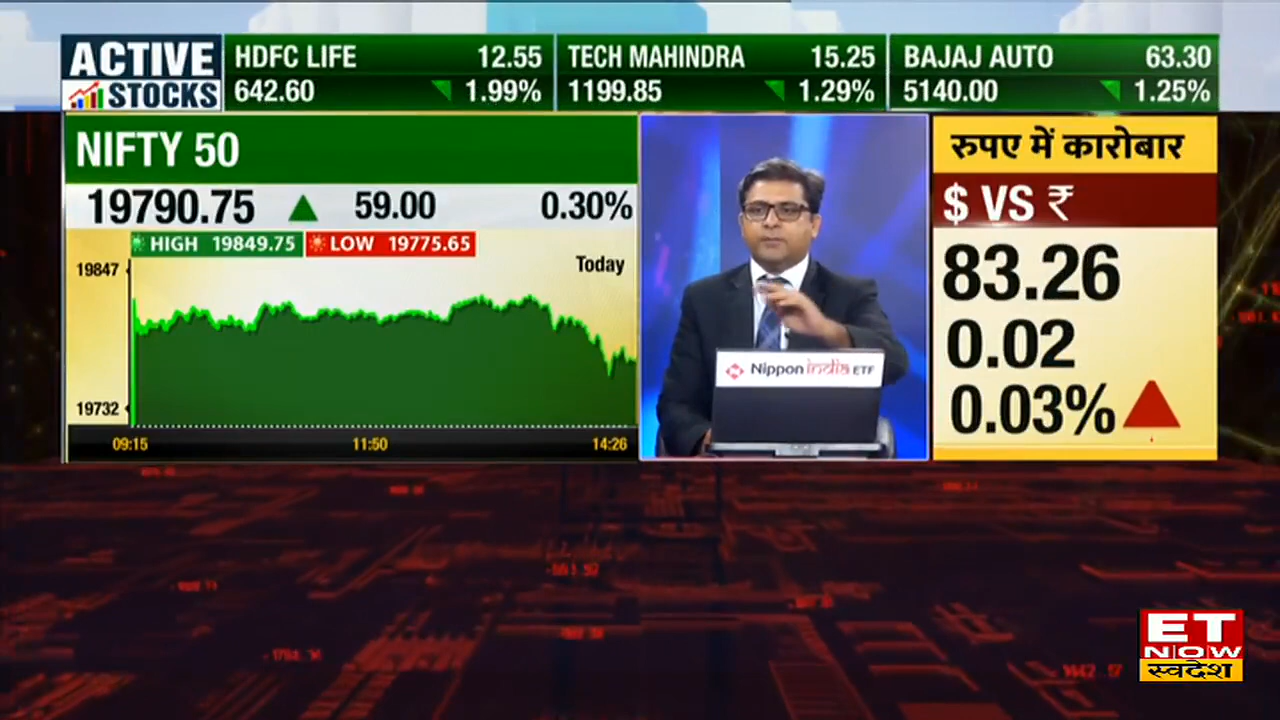 ACTIVE
STOCKS
HDFC LIFE 12.55
642.60 1.99%
TECH MAHINDRA 15.25
1199.85 1.29%
BAJAJ AUTO 63.30
5140.00 1.25%
NIFTY 50
19790.75 59.00 0.30%
HIGH 19849.75 LOW 19775.65
Today
19847
19732
09:15 11:50 14:26
Nippon india ETF
रुपए में कारोबार
$ VS ₹
83.26
0.02
0.03%
ET
NOW
स्वदेश